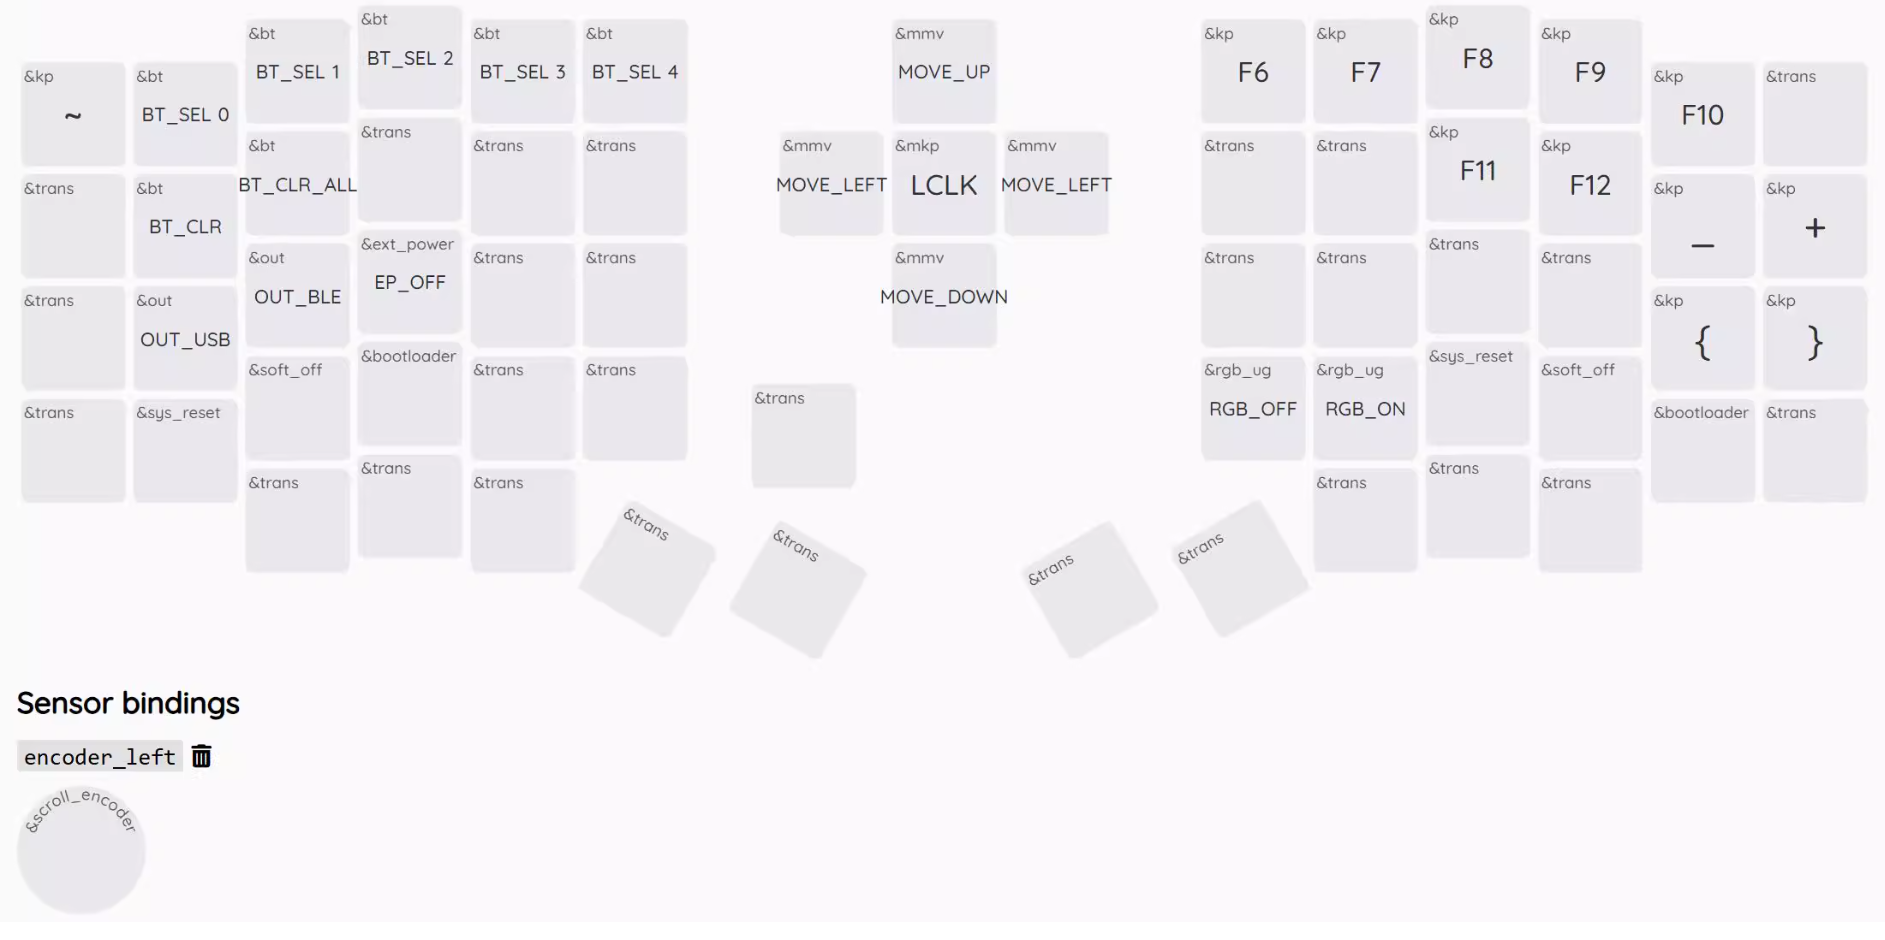 &kp
~
&bt
BT_SEL 0
&bt
BT_SEL 1
&bt
BT_SEL 2
&bt
BT_SEL 3
&bt
BT_SEL 4
&mmv
MOVE_UP
&kp
F6
&kp
F7
&kp
F8
&kp
F9
&kp
F10
&trans
&trans
&bt
BT_CLR
&bt
BT_CLR_ALL
&trans
&trans
&trans
&mmv
MOVE_LEFT
&mkp
LCLK
&mmv
MOVE_LEFT
&trans
&trans
&kp
F11
&kp
F12
&kp
_
&kp
+
&trans
&out
OUT_USB
&out
OUT_BLE
&ext_power
EP_OFF
&trans
&trans
&mmv
MOVE_DOWN
&trans
&trans
&trans
&trans
&kp
{
&kp
}
&trans
&sys_reset
&soft_off
&bootloader
&trans
&trans
&trans
&rgb_ug
RGB_OFF
&rgb_ug
RGB_ON
&sys_reset
&soft_off
&bootloader
&trans
&trans
&trans
&trans
&trans
&trans
&trans
&trans
&trans
&trans
&trans
Sensor bindings
encoder_left
&scroll_encoder